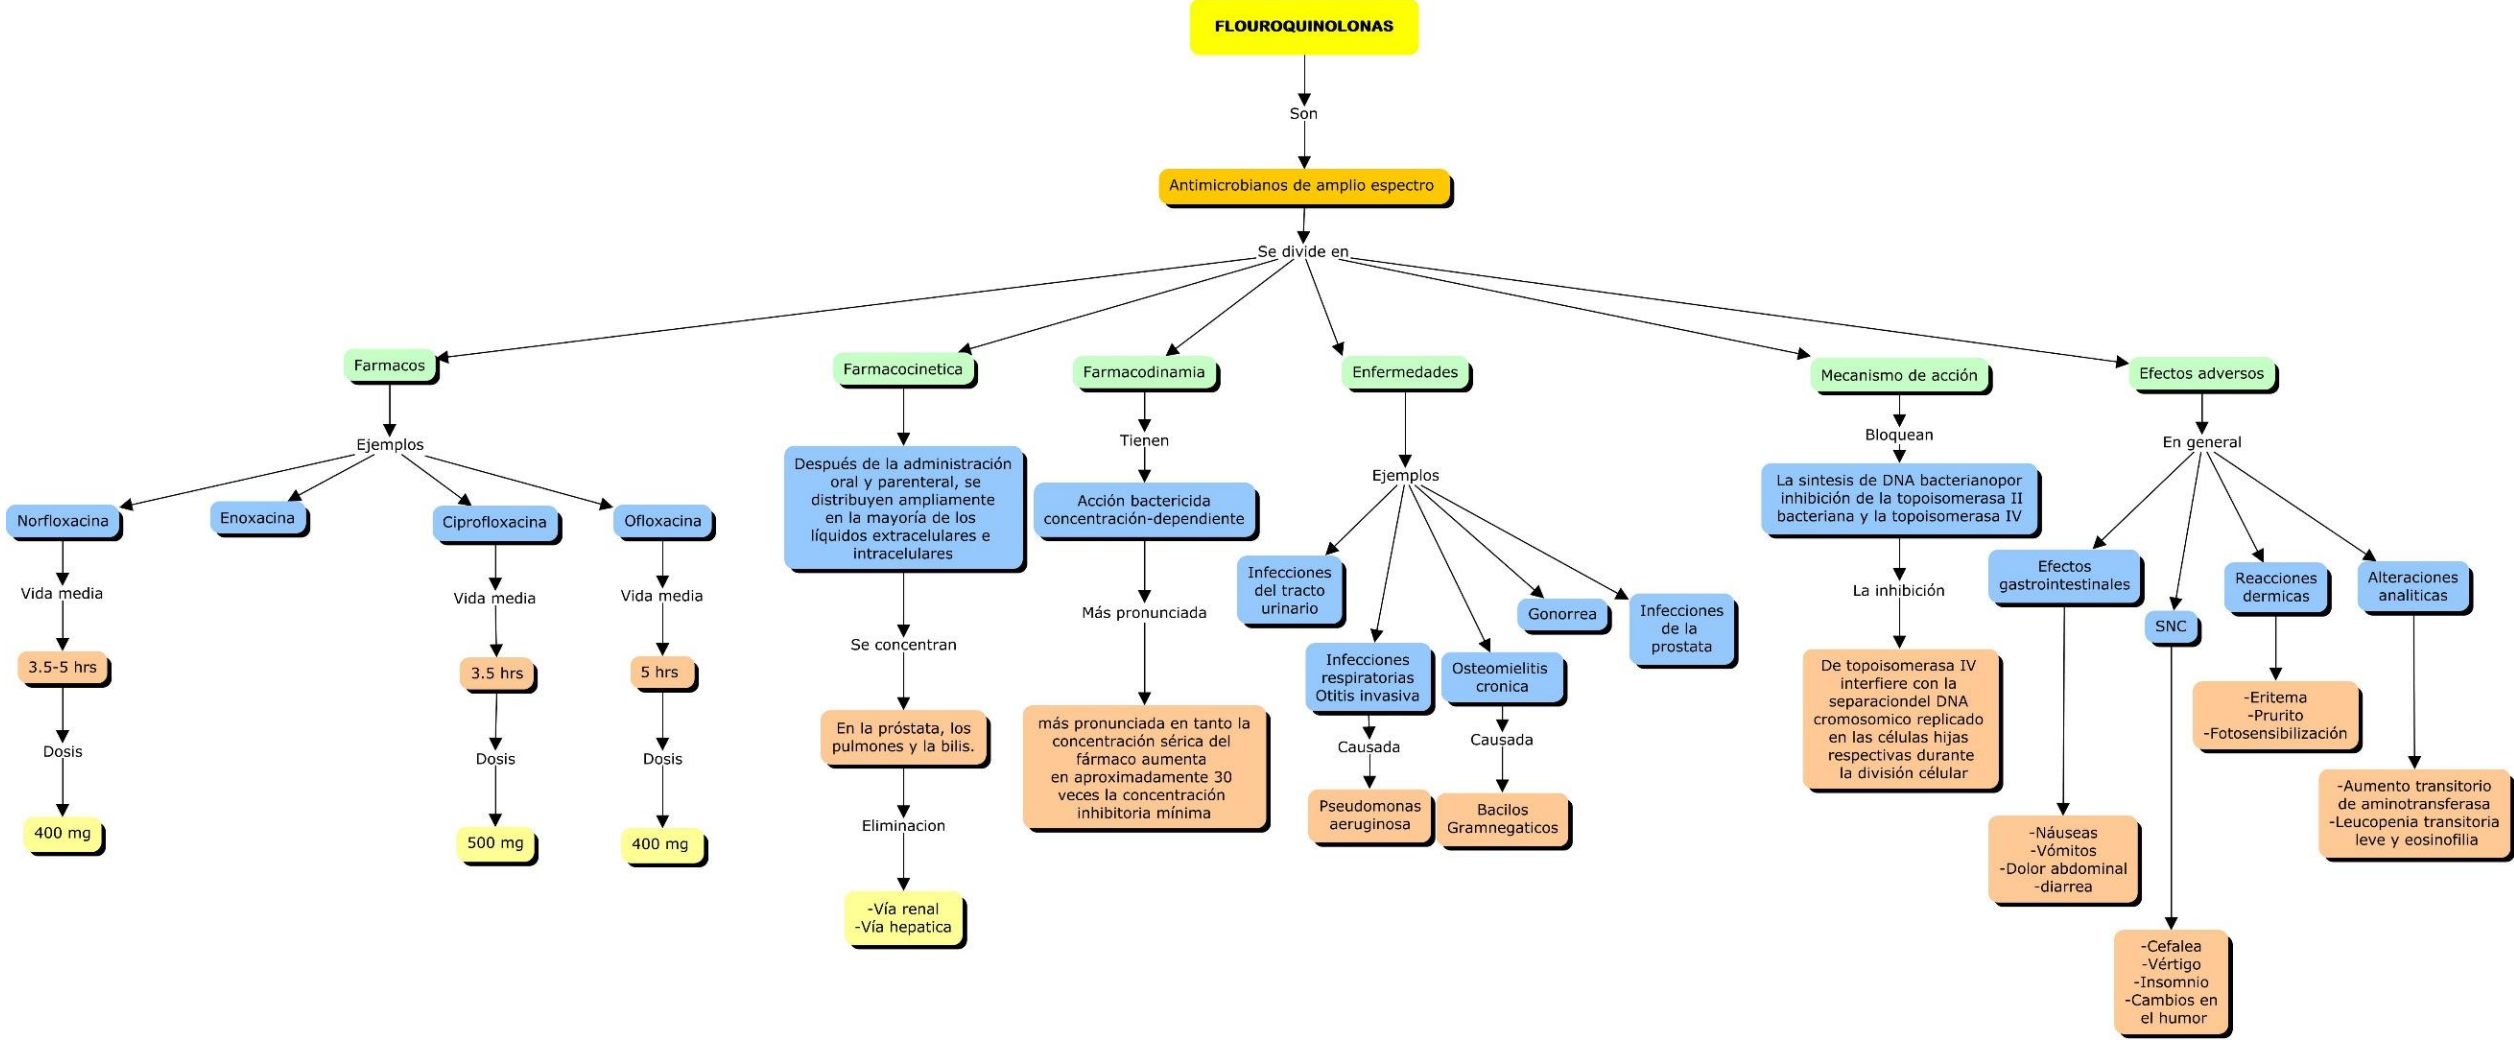 FLOUROQUINOLONAS
Son
Antimicrobianos de amplio espectro
Se divide en
Farmacos
Ejemplos
Norfloxacina
Vida media
3.5-5 hrs
Dosis
400 mg
Enoxacina
Ciprofloxacina
Vida media
3.5 hrs
Dosis
500 mg
Ofloxacina
Vida media
5 hrs
Dosis
400 mg
Farmacocinetica
Después de la administración
oral y parenteral, se
distribuyen ampliamente
en la mayoría de los
líquidos extracelulares e
intracelulares
Se concentran
En la próstata, los
pulmones y la bilis.
Eliminacion
-Vía renal
-Vía hepatica
Farmacodinamia
Tienen
Acción bactericida
concentración-dependiente
Más pronunciada
más pronunciada en tanto la
concentración sérica del
fármaco aumenta
en aproximadamente 30
veces la concentración
inhibitoria mínima
Enfermedades
Ejemplos
Infecciones
del tracto
urinario
Infecciones
respiratorias
Otitis invasiva
Causada
Pseudomonas
aeruginosa
Osteomielitis
cronica
Causada
Bacilos
Gramnegaticos
Gonorrea
Infecciones
de la
prostata
Mecanismo de acción
Bloquean
La sintesis de DNA bacterianopor
inhibición de la topoisomerasa II
bacteriana y la topoisomerasa IV
La inhibición
De topoisomerasa IV
interfiere con la
separaciondel DNA
cromosomico replicado
en las células hijas
respectivas durante
la división célular
Efectos adversos
En general
Efectos
gastrointestinales
-Náuseas
-Vómitos
-Dolor abdominal
-diarrea
SNC
-Cefalea
-Vértigo
-Insomnio
-Cambios en
el humor
Reacciones
dermicas
-Eritema
-Prurito
-Fotosensibilización
Alteraciones
analiticas
-Aumento transitorio
de aminotransferasa
-Leucopenia transitoria
leve y eosinofilia